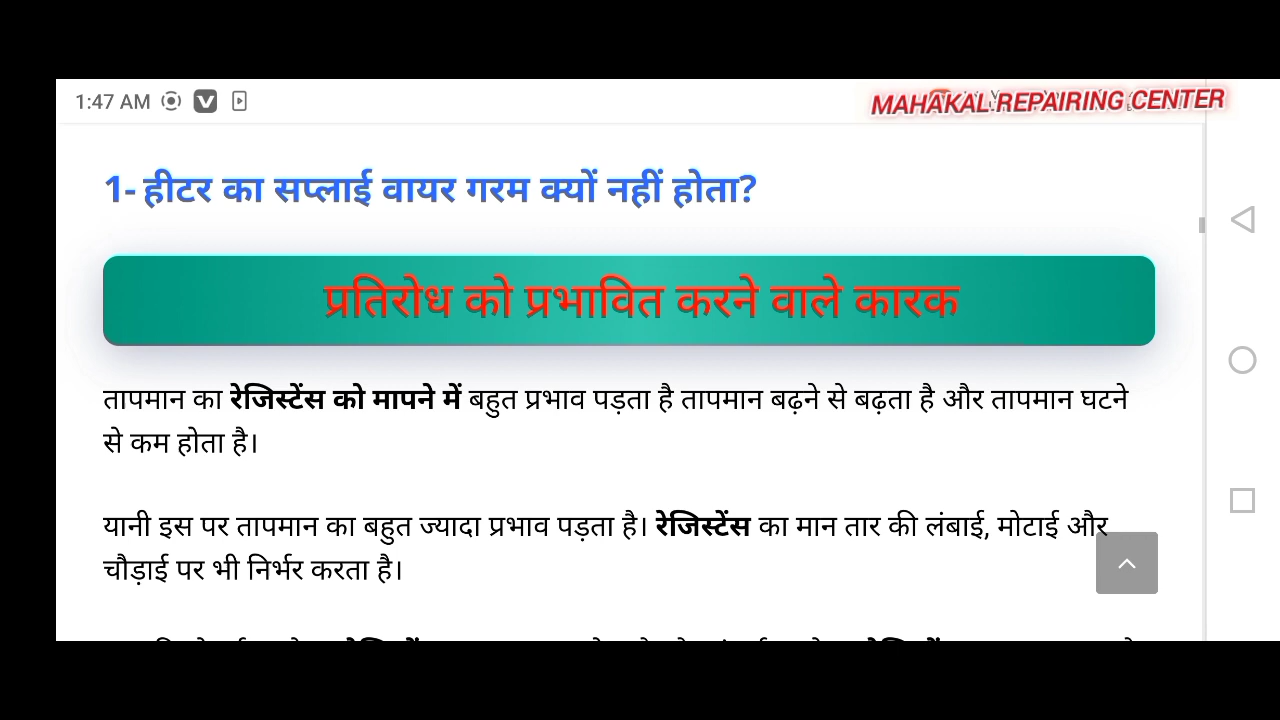 1:47 AM
MAHAKAL REPAIRING CENTER
1- हीटर का सप्लाई वायर गरम क्यों नहीं होता?
प्रतिरोध को प्रभावित करने वाले कारक
तापमान का रेजिस्टेंस को मापने में बहुत प्रभाव पड़ता है तापमान बढ़ने से बढ़ता है और तापमान घटने
से कम होता है।
यानी इस पर तापमान का बहुत ज्यादा प्रभाव पड़ता है। रेजिस्टेंस का मान तार की लंबाई, मोटाई और
चौड़ाई पर भी निर्भर करता है।